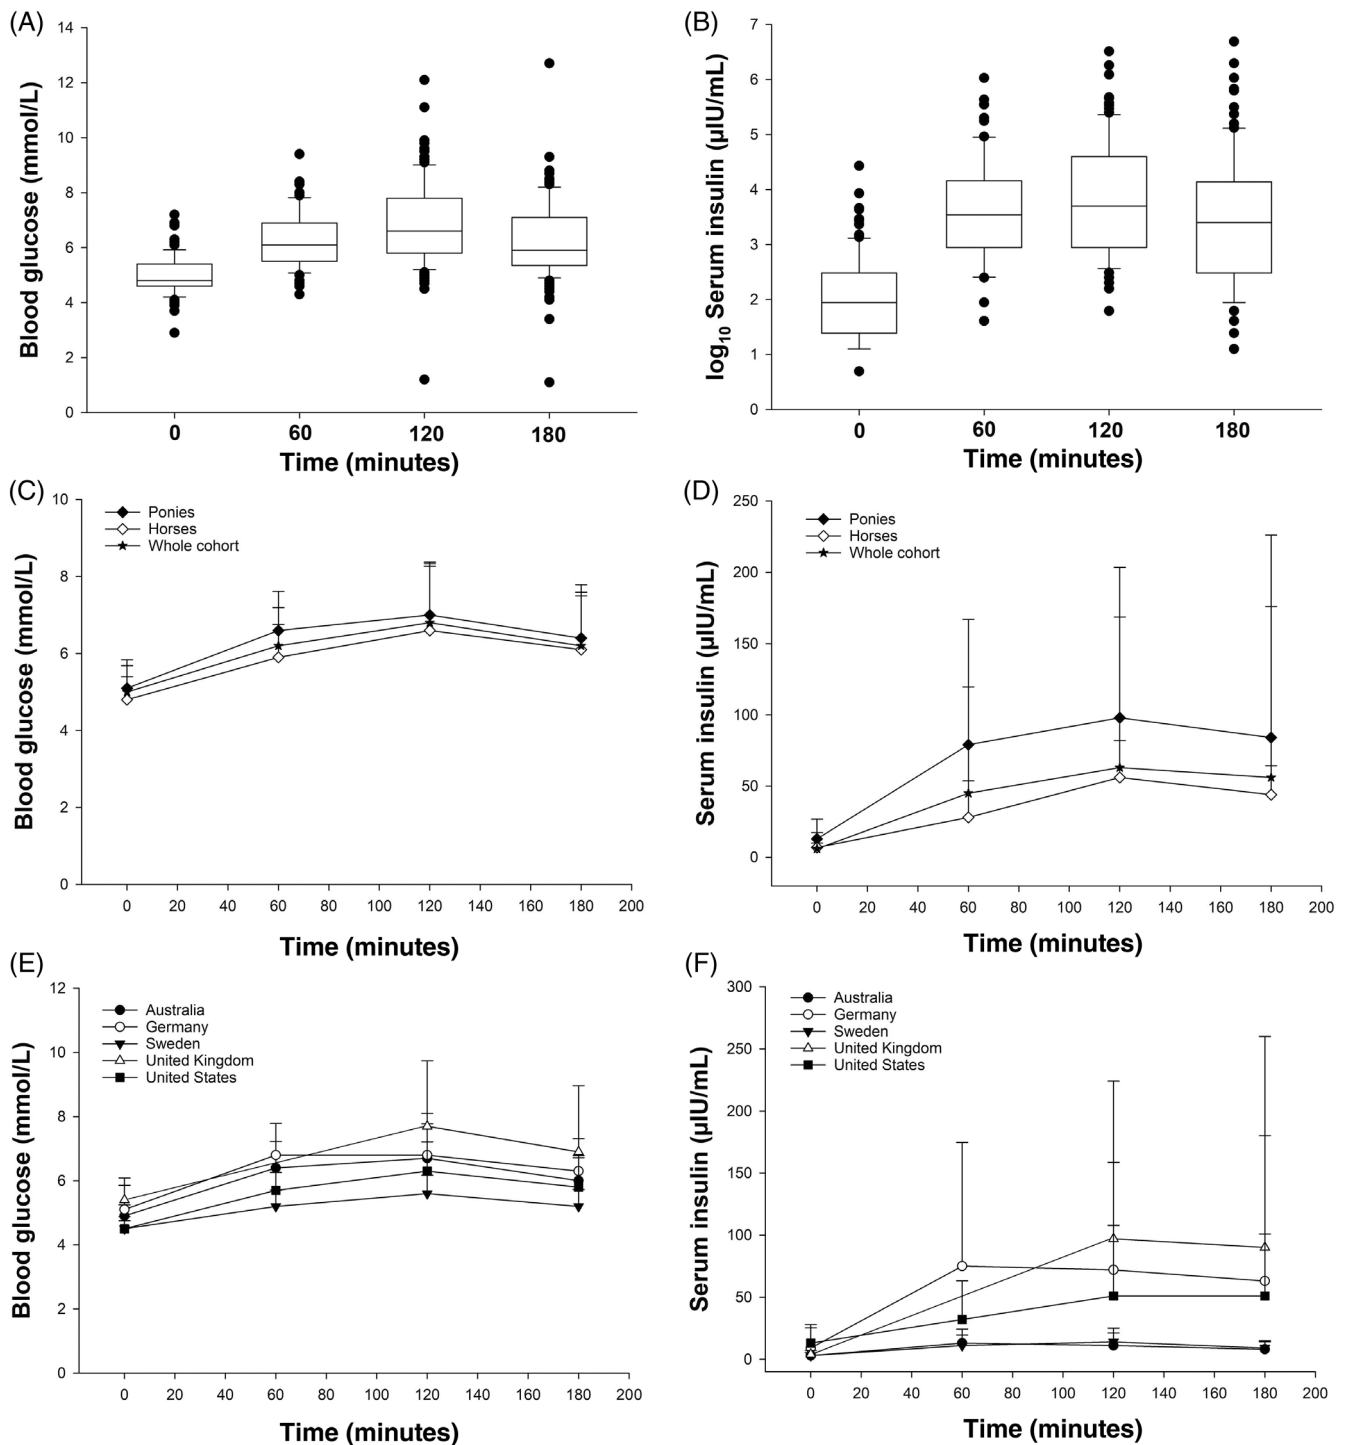 (A)
14
12
10
8
6
4
2
0
Blood glucose (mmol/L)
0 60 120 180
Time (minutes)
(B)
7
6
5
4
3
2
1
0
log10 Serum insulin (µIU/mL)
0 60 120 180
Time (minutes)
(C)
10
8
6
4
2
0
Blood glucose (mmol/L)
Ponies
Horses
Whole cohort
0 20 40 60 80 100 120 140 160 180 200
Time (minutes)
(D)
250
200
150
100
50
0
Serum insulin (µIU/mL)
Ponies
Horses
Whole cohort
0 20 40 60 80 100 120 140 160 180 200
Time (minutes)
(E)
12
10
8
6
4
2
0
Blood glucose (mmol/L)
Australia
Germany
Sweden
United Kingdom
United States
0 20 40 60 80 100 120 140 160 180 200
Time (minutes)
(F)
300
250
200
150
100
50
0
Serum insulin (µIU/mL)
Australia
Germany
Sweden
United Kingdom
United States
0 20 40 60 80 100 120 140 160 180 200
Time (minutes)